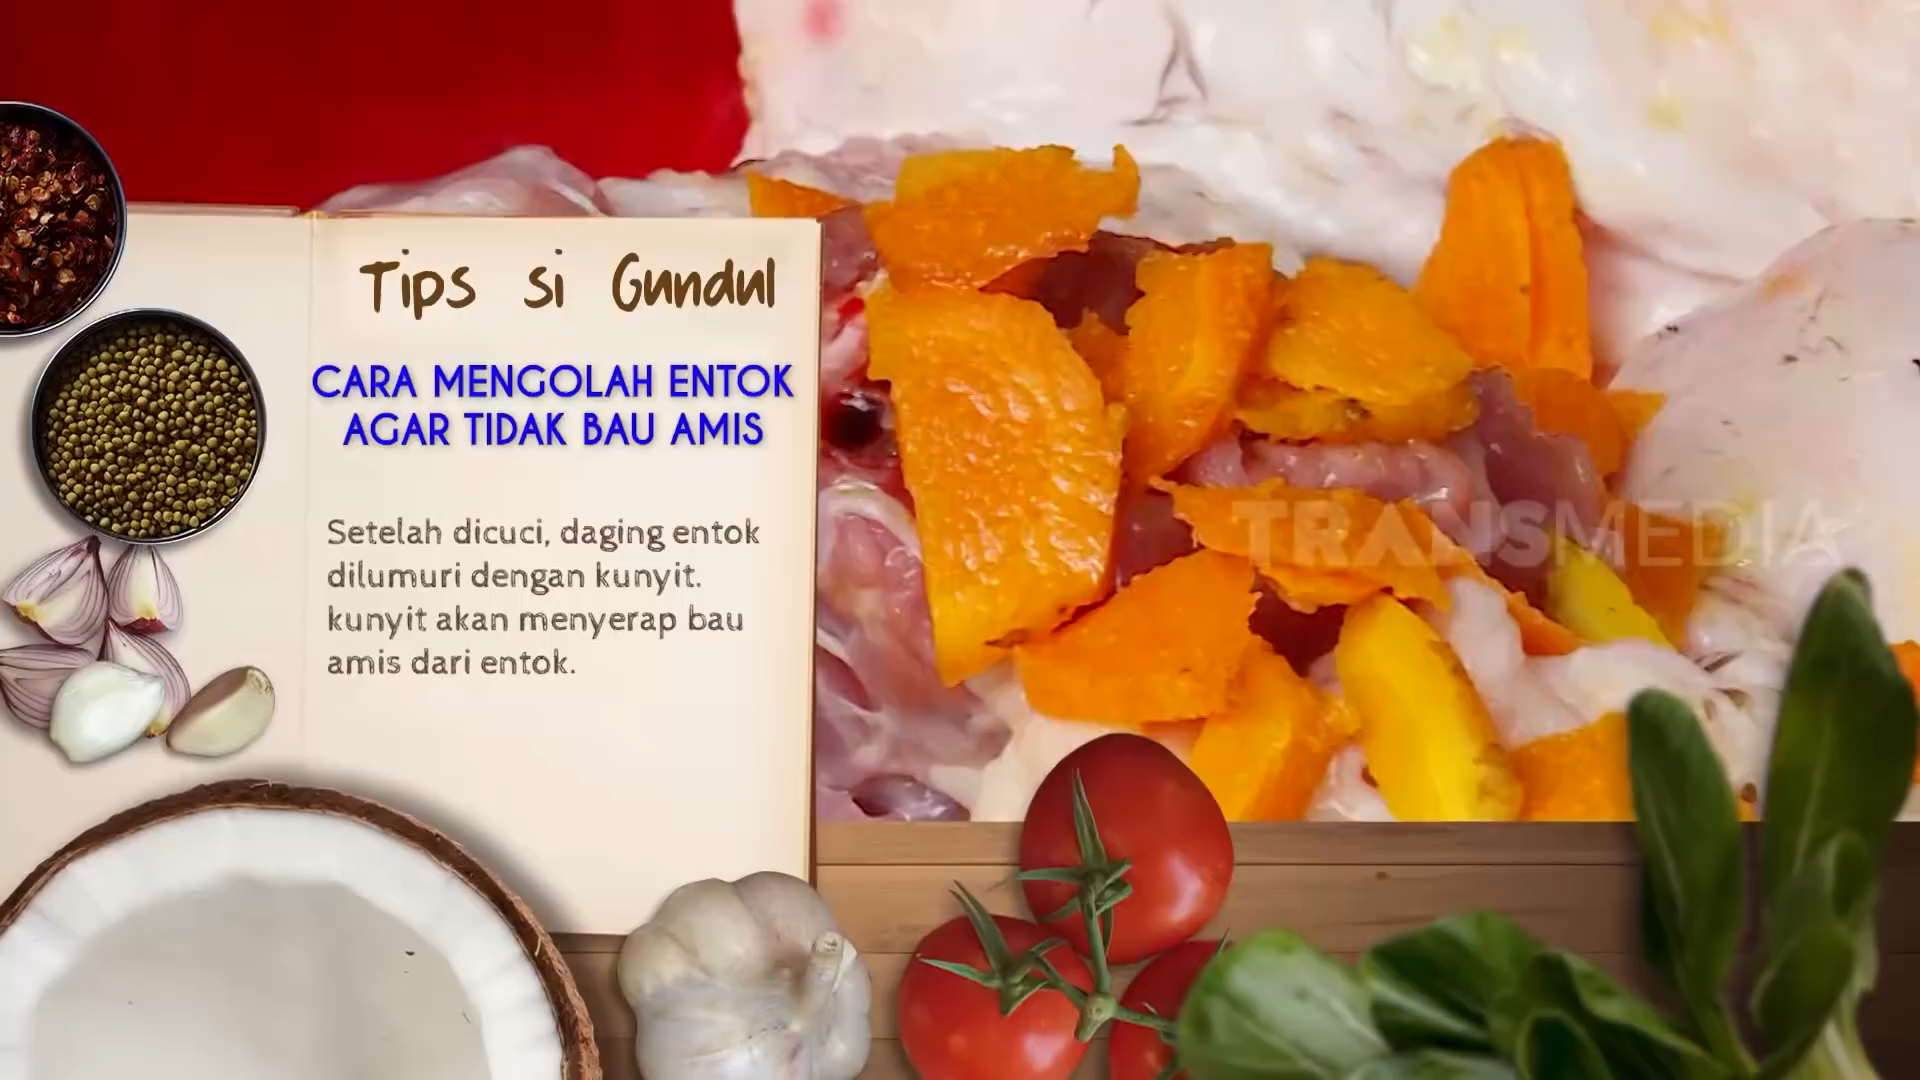 Tips si Gundul
CARA MENGOLAH ENTOK
AGAR TIDAK BAU AMIS
Setelah dicuci, daging entok
dilumuri dengan kunyit.
kunyit akan menyerap bau
amis dari entok.
TRANSMEDIA